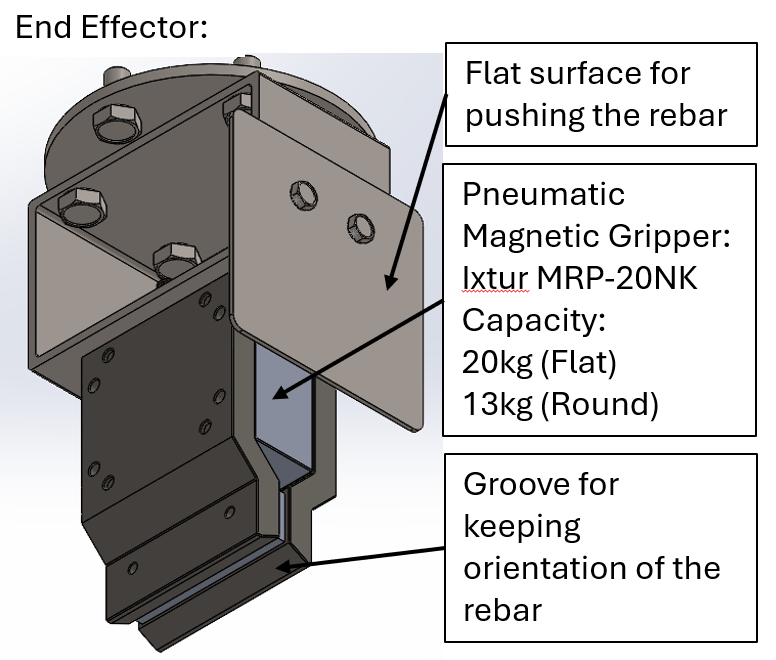 End Effector:
Flat surface for
pushing the rebar
Pneumatic
Magnetic Gripper:
Ixtur MRP-20NK
Capacity:
20kg (Flat)
13kg (Round)
Groove for
keeping
orientation of the
rebar